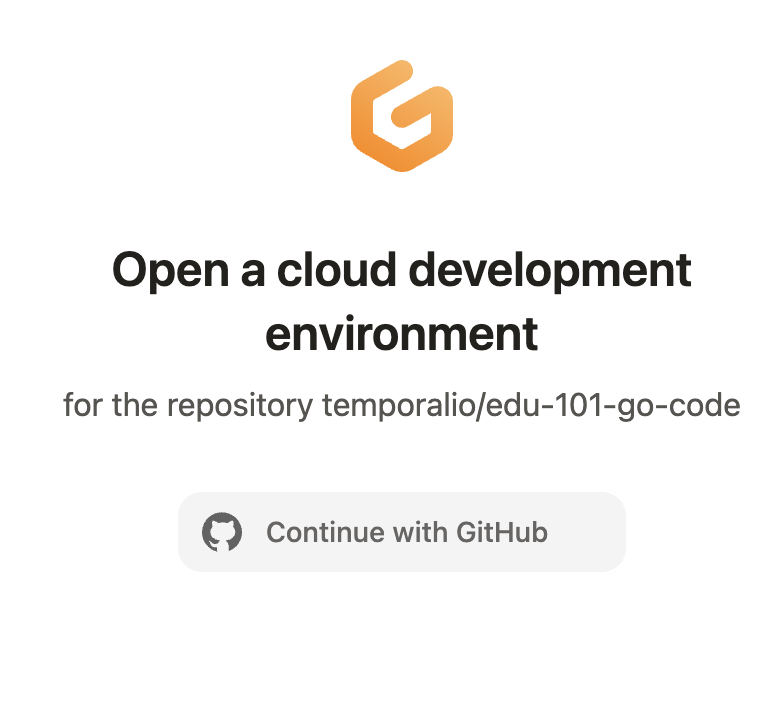 Open a cloud development
environment
for the repository temporalio/edu-101-go-code
Continue with GitHub